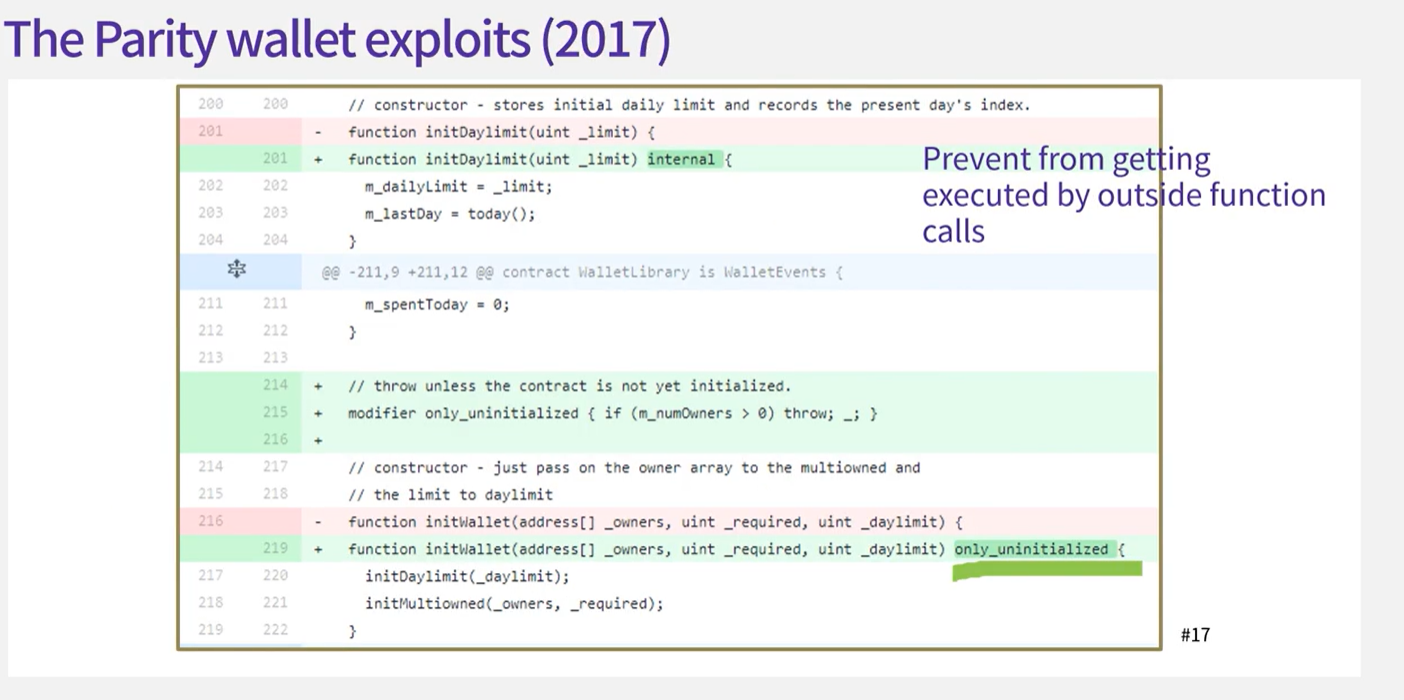 The Parity wallet exploits (2017)
200 200 // constructor - stores initial daily limit and records the present day's index.
201 - function initDaylimit(uint _limit) {
201 + function initDaylimit(uint _limit) internal {
202 202 m_dailyLimit = _limit;
203 203 m_lastDay = today();
204 204 }
Prevent from getting
executed by outside function
calls
@@ -211,9 +211,12 @@ contract WalletLibrary is WalletEvents {
211 211 m_spentToday = 0;
212 212 }
213 213
214 + // throw unless the contract is not yet initialized.
215 + modifier only_uninitialized { if (m_numOwners > 0) throw; _; }
216 +
214 217 // constructor - just pass on the owner array to the multiowned and
215 218 // the limit to daylimit
216 - function initWallet(address[] _owners, uint _required, uint _daylimit) {
219 + function initWallet(address[] _owners, uint _required, uint _daylimit) only_uninitialized {
217 220 initDaylimit(_daylimit);
218 221 initMultiowned(_owners, _required);
219 222 }
#17